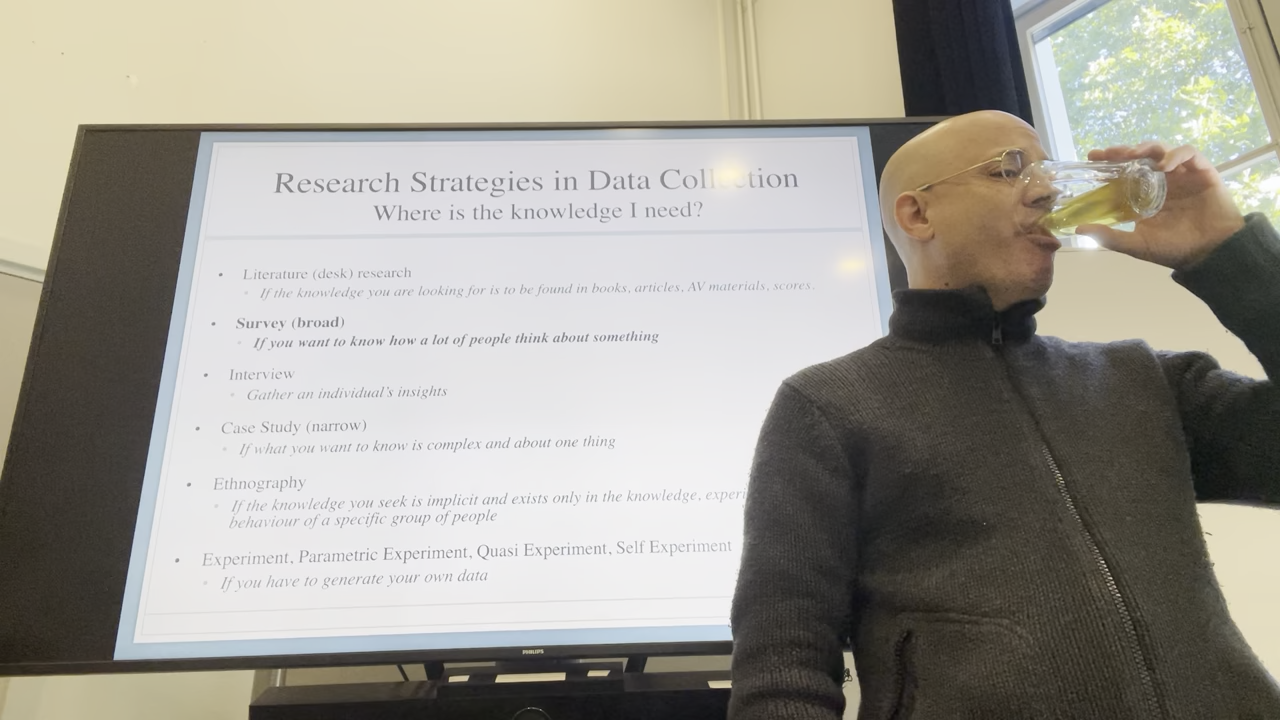 Research Strategies in Data Collection
Where is the knowledge I need?
• Literature (desk) research
• If the knowledge you are looking for is to be found in books, articles, AV materials, scores.
• Survey (broad)
• If you want to know how a lot of people think about something
• Interview
• Gather an individual's insights
• Case Study (narrow)
• If what you want to know is complex and about one thing
• Ethnography
• If the knowledge you seek is implicit and exists only in the knowledge,
behaviour of a specific group of people
• Experiment, Parametric Experiment, Quasi Experiment, Self Experiment
• If you have to generate your own data
PHILIPS